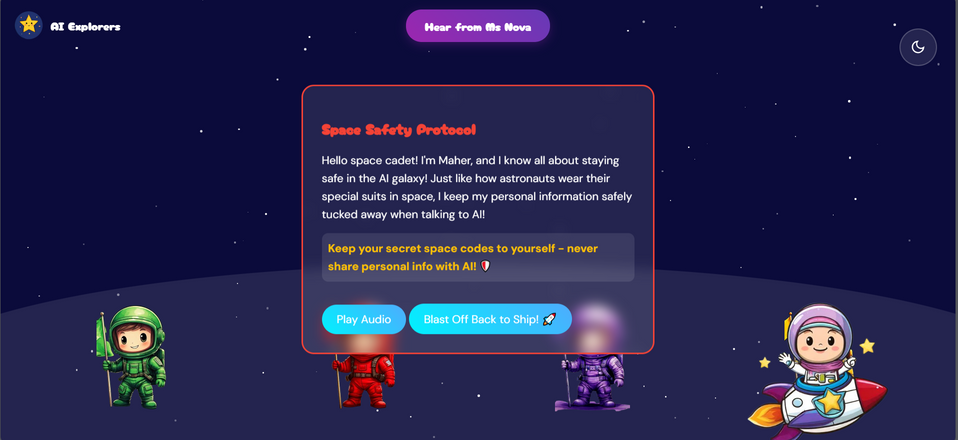 AI Explorers
Hear from Ms Nova
Space Safety Protocol
Hello space cadet! I'm Maher, and I know all about staying
safe in the AI galaxy! Just like how astronauts wear their
special suits in space, I keep my personal information safely
tucked away when talking to AI!
Keep your secret space codes to yourself - never
share personal info with AI! 🛡️
Play Audio
Blast Off Back to Ship! 🚀